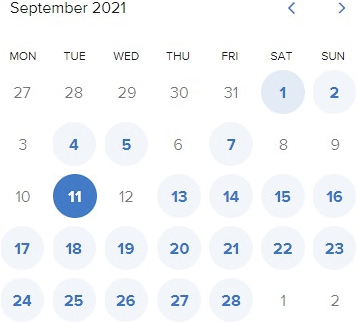 September 2021
MON TUE WED THU FRI SAT SUN
27 28 29 30 31 1 2
3 4 5 6 7 8 9
10 11 12 13 14 15 16
17 18 19 20 21 22 23
24 25 26 27 28 1 2